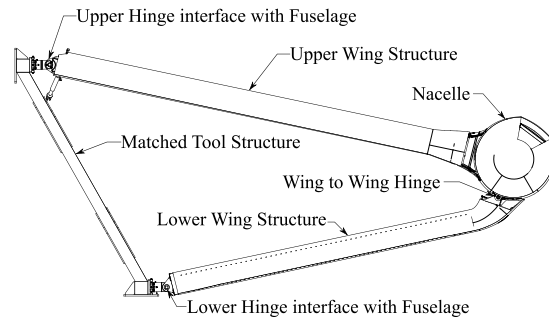 Upper Hinge interface with Fuselage
Upper Wing Structure
Nacelle
Matched Tool Structure
Wing to Wing Hinge
Lower Wing Structure
Lower Hinge interface with Fuselage